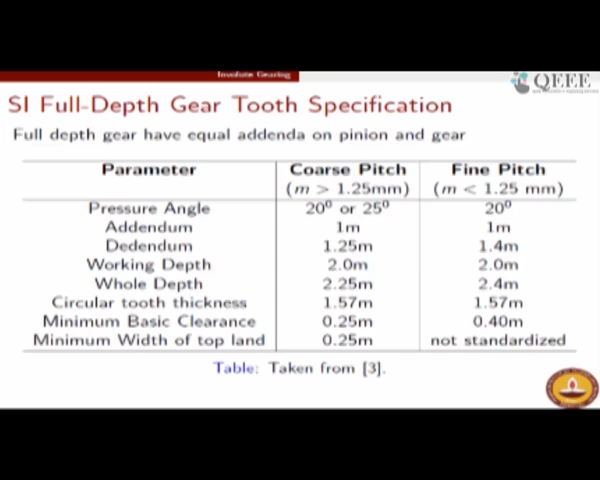 Involute Gearing
QEEE
SI Full-Depth Gear Tooth Specification
Full depth gear have equal addenda on pinion and gear
Parameter Coarse Pitch Fine Pitch
(m > 1.25mm) (m < 1.25 mm)
Pressure Angle 20⁰ or 25⁰ 20⁰
Addendum 1m 1m
Dedendum 1.25m 1.4m
Working Depth 2.0m 2.0m
Whole Depth 2.25m 2.4m
Circular tooth thickness 1.57m 1.57m
Minimum Basic Clearance 0.25m 0.40m
Minimum Width of top land 0.25m not standardized
Table: Taken from [3].